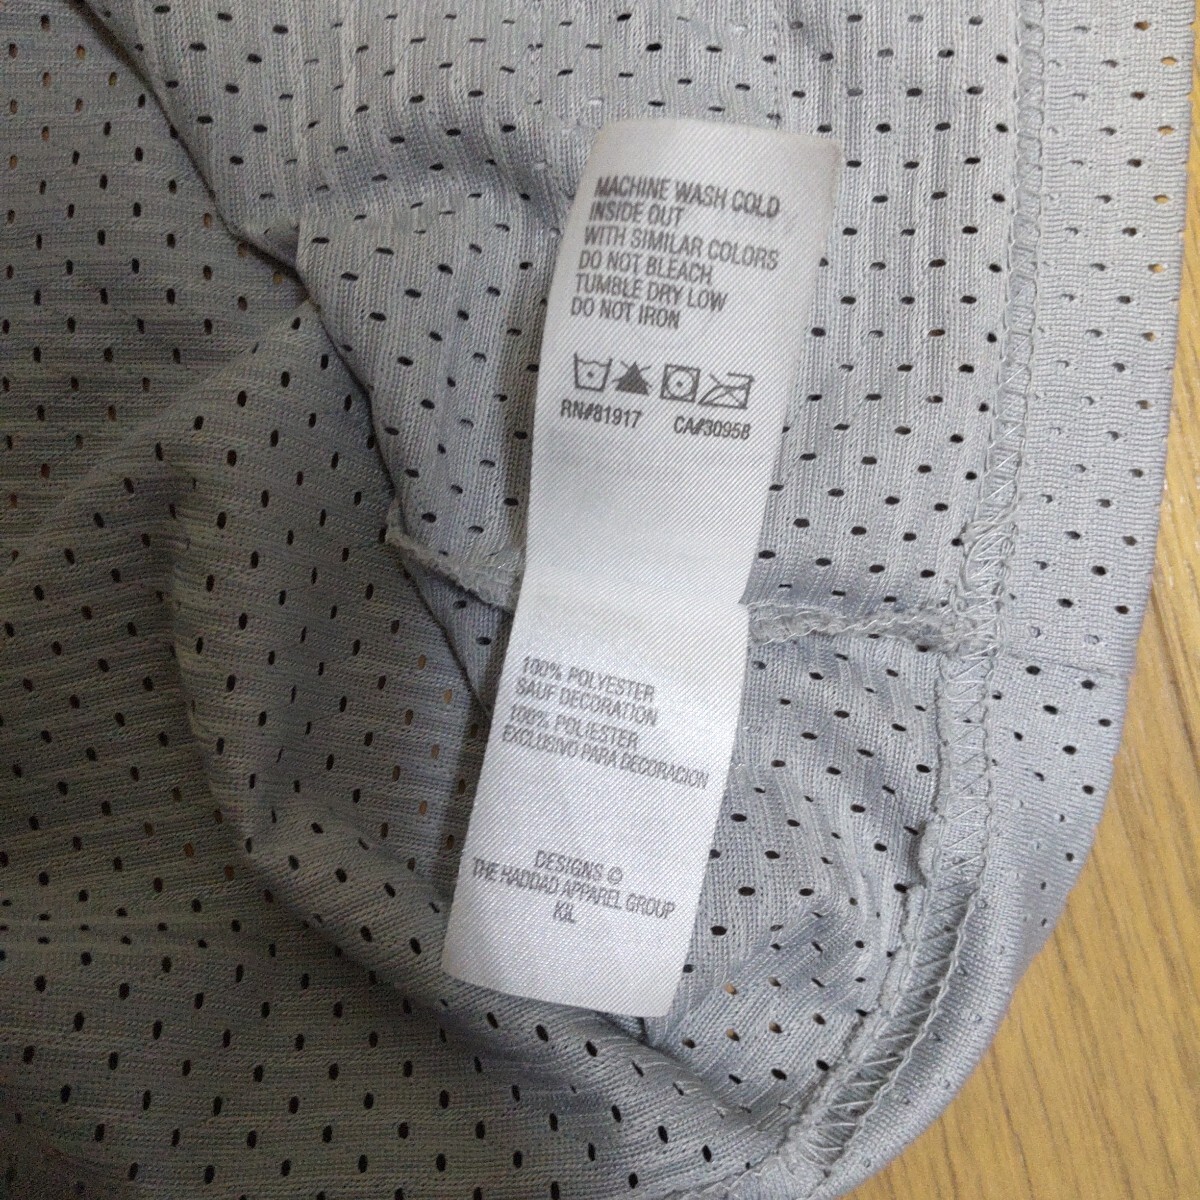 MACHINE WASH COLD
INSIDE OUT
WITH SIMILAR COLORS
DO NOT BLEACH
TUMBLE DRY LOW
DO NOT IRON
RN#81917 CA#30958
100% POLYESTER
SAUF DECORATION
100% POLIESTER
EXCLUSIVO PARA DECORACION
DESIGNS ©
THE HADDAD APPAREL GROUP